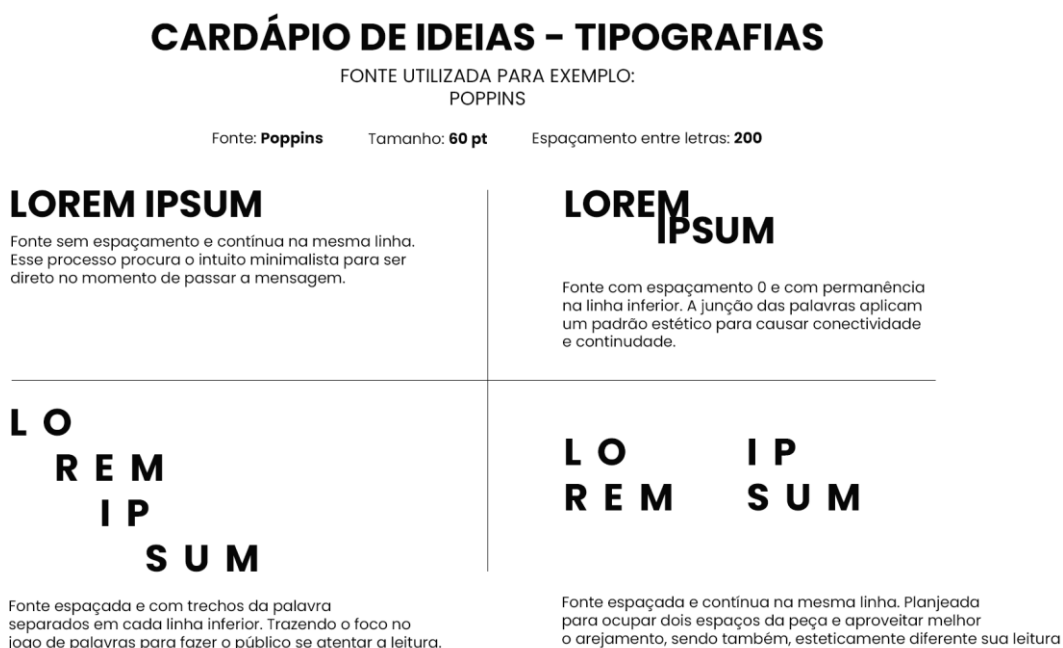 CARDÁPIO DE IDEIAS - TIPOGRAFIAS
FONTE UTILIZADA PARA EXEMPLO:
POPPINS
Fonte: Poppins Tamanho: 60 pt Espaçamento entre letras: 200
LOREM IPSUM
Fonte sem espaçamento e contínua na mesma linha.
Esse processo procura o intuito minimalista para ser
direto no momento de passar a mensagem.
LOREM
IPSUM
Fonte com espaçamento 0 e com permanência
na linha inferior. A junção das palavras aplicam
um padrão estético para causar conectividade
e continudade.
L O
R E M
I P
S U M
Fonte espaçada e com trechos da palavra
separados em cada linha inferior. Trazendo o foco no
jogo de palavras para fazer o público se atentar a leitura.
L O I P
R E M S U M
Fonte espaçada e contínua na mesma linha. Planjeada
para ocupar dois espaços da peça e aproveitar melhor
o arejamento, sendo também, esteticamente diferente sua leitura